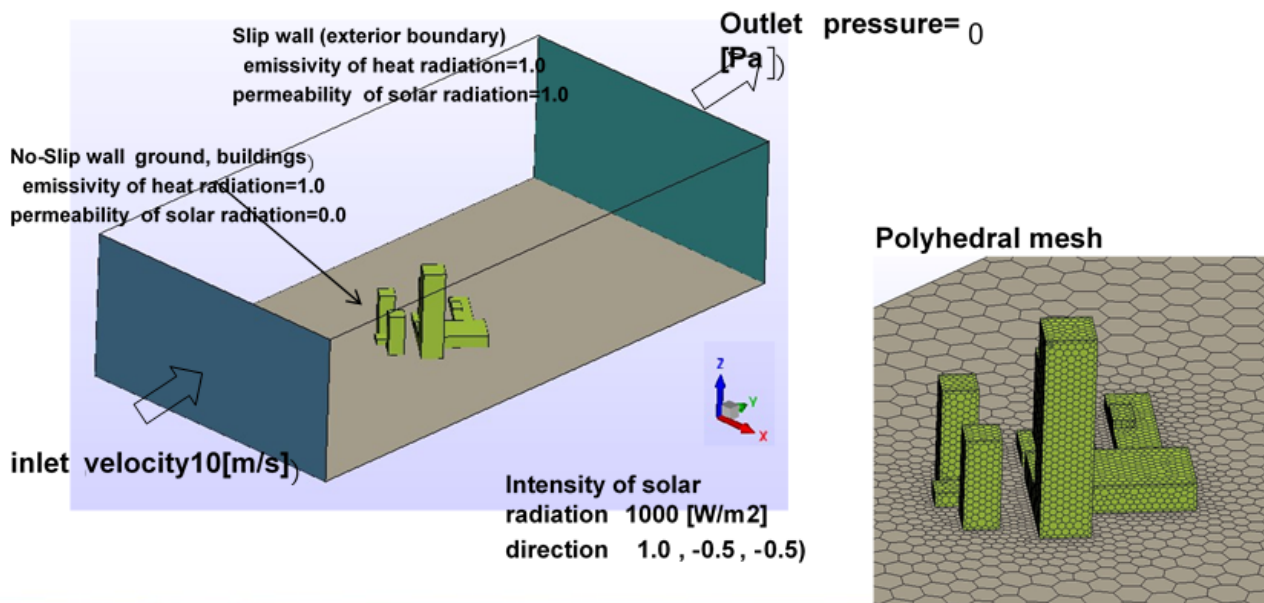 Slip wall (exterior boundary)
emissivity of heat radiation=1.0
permeability of solar radiation=1.0
Outlet pressure= 0
[Pa])
No-Slip wall ground, buildings)
emissivity of heat radiation=1.0
permeability of solar radiation=0.0
Polyhedral mesh
Z
Y
X
inlet velocity10[m/s])
Intensity of solar
radiation 1000 [W/m2]
direction 1.0 , -0.5 , -0.5)